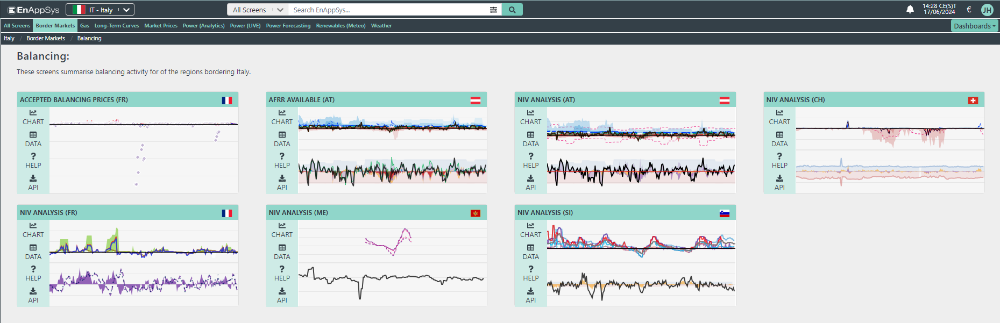 EnAppSys IT - Italy All Screens Search EnAppSys... 14:28 CE(S)T € JH
17/06/2024
All Screens Border Markets Gas Long-Term Curves Market Prices Power (Analytics) Power (LIVE) Power Forecasting Renewables (Meteo) Weather Dashboards
Italy / Border Markets / Balancing
Balancing:
These screens summarise balancing activity for of the regions bordering Italy.
ACCEPTED BALANCING PRICES (FR)
CHART
DATA
? HELP
API
AFRR AVAILABLE (AT)
CHART
DATA
? HELP
API
NIV ANALYSIS (AT)
CHART
DATA
? HELP
API
NIV ANALYSIS (CH)
CHART
DATA
? HELP
API
NIV ANALYSIS (FR)
CHART
DATA
? HELP
API
NIV ANALYSIS (ME)
CHART
DATA
? HELP
API
NIV ANALYSIS (SI)
CHART
DATA
? HELP
API